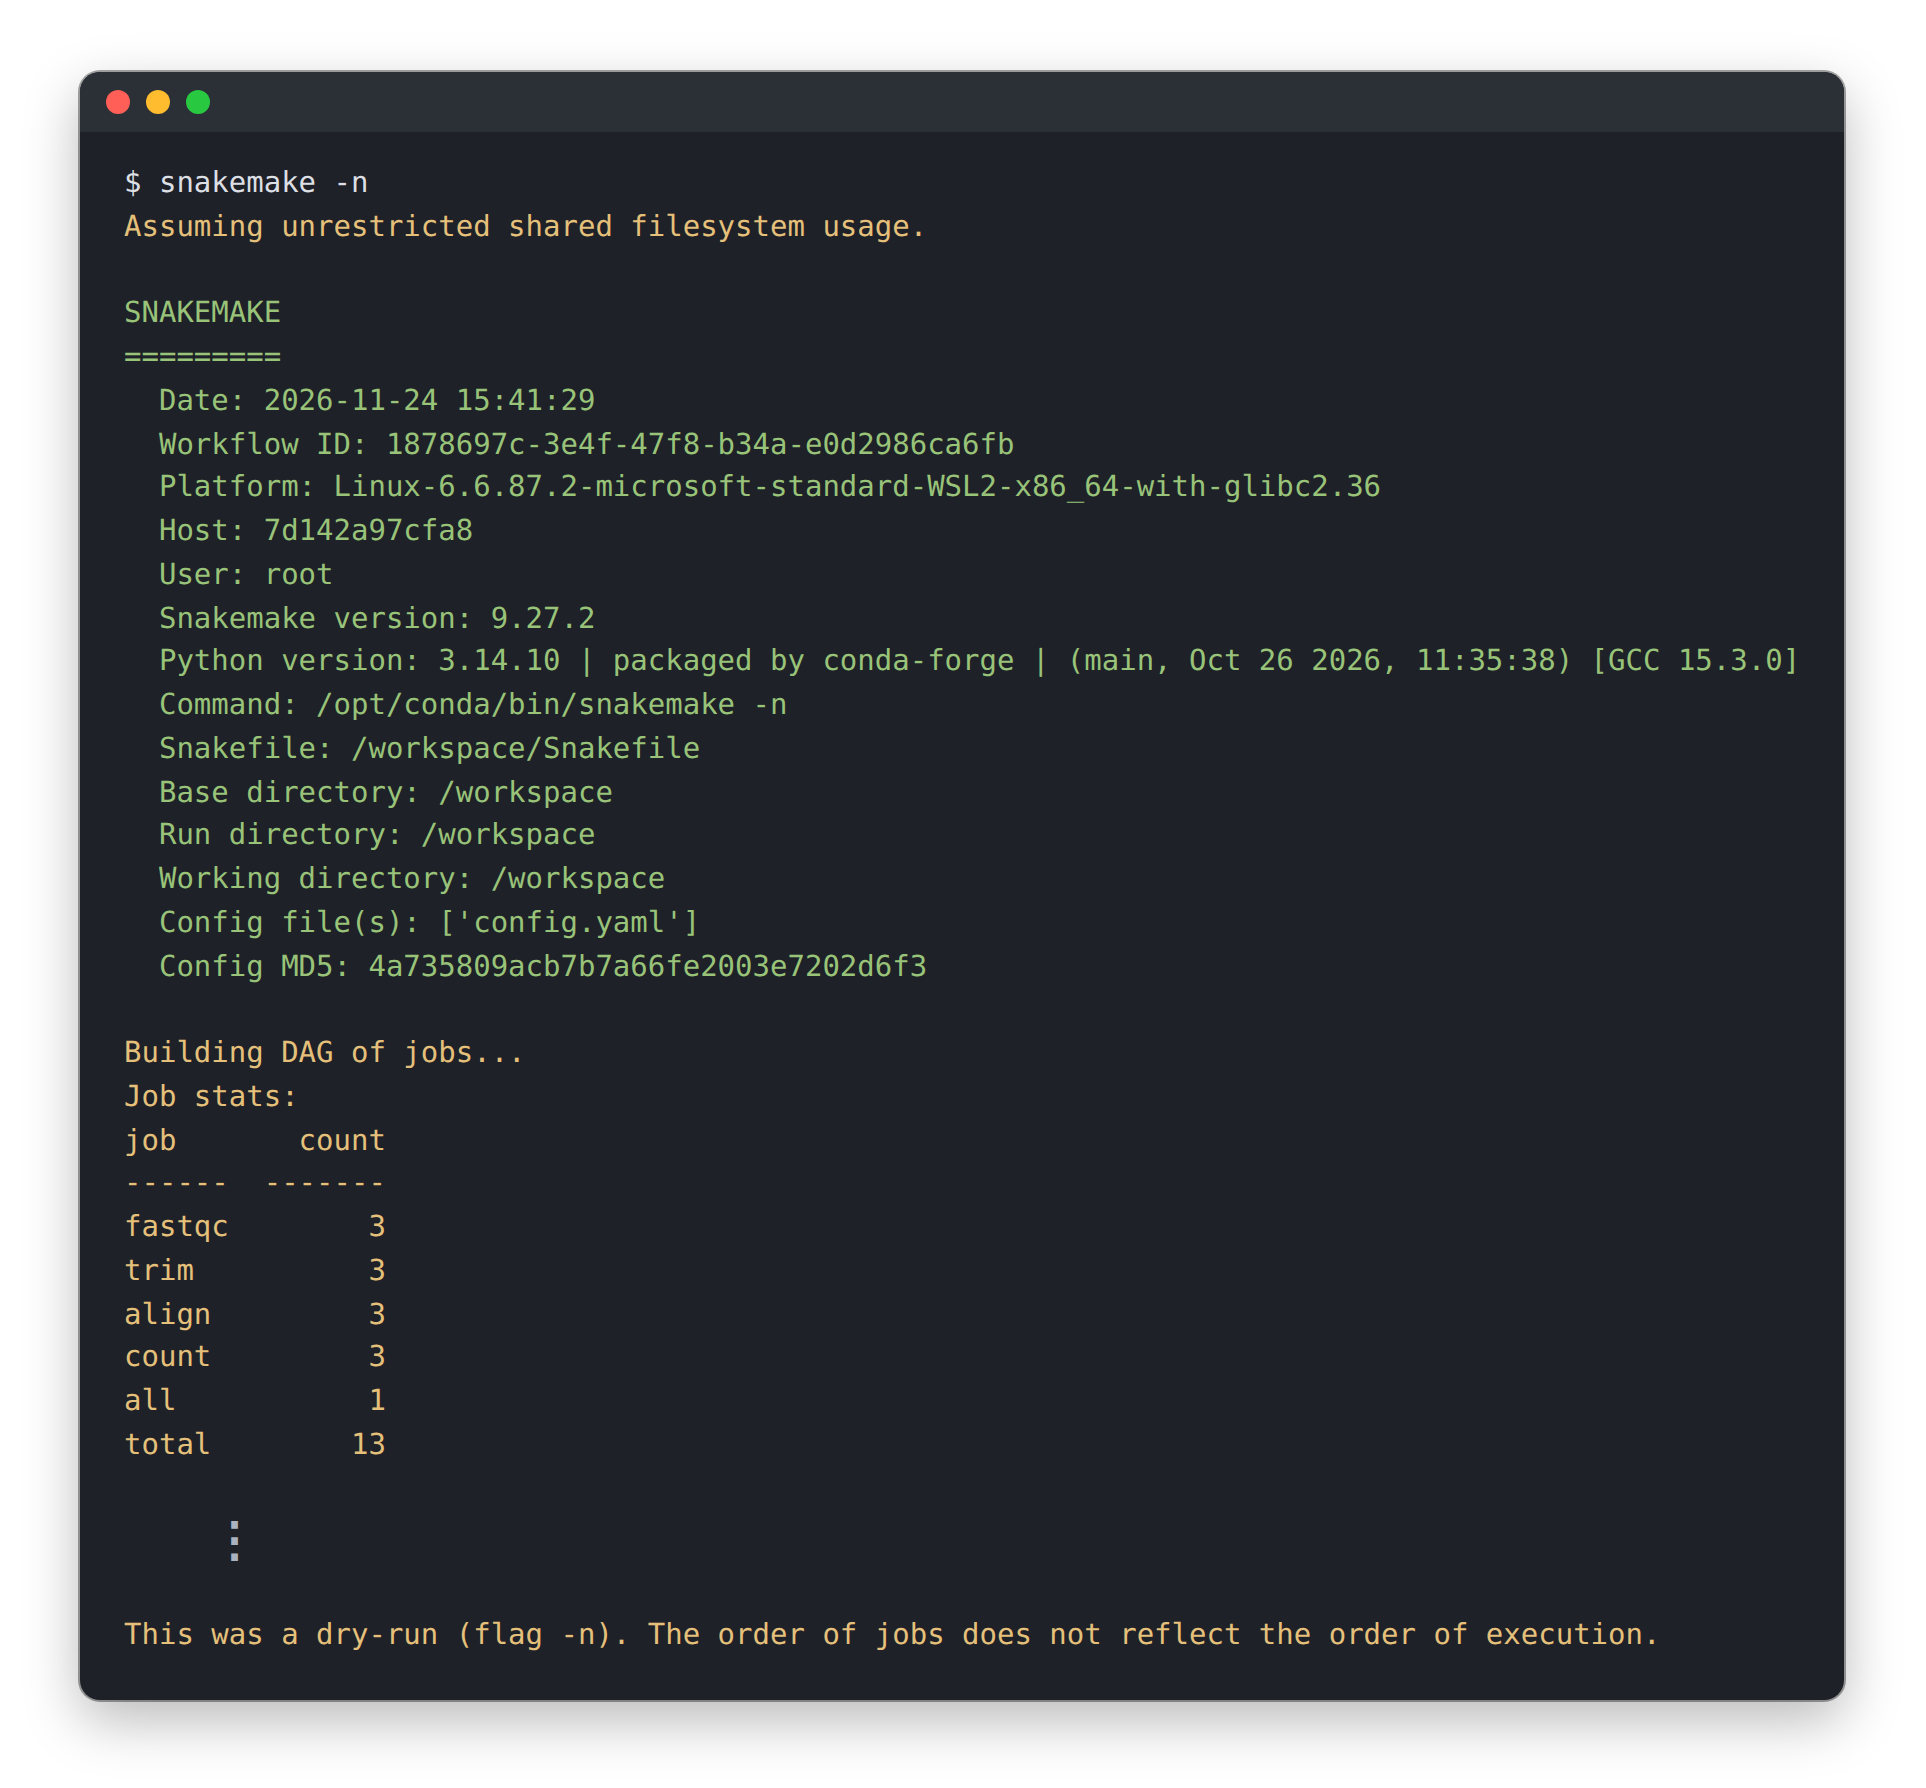 $ snakemake -n
Assuming unrestricted shared filesystem usage.

SNAKEMAKE
=========
  Date: 2026-11-24 15:41:29
  Workflow ID: 1878697c-3e4f-47f8-b34a-e0d2986ca6fb
  Platform: Linux-6.6.87.2-microsoft-standard-WSL2-x86_64-with-glibc2.36
  Host: 7d142a97cfa8
  User: root
  Snakemake version: 9.27.2
  Python version: 3.14.10 | packaged by conda-forge | (main, Oct 26 2026, 11:35:38) [GCC 15.3.0]
  Command: /opt/conda/bin/snakemake -n
  Snakefile: /workspace/Snakefile
  Base directory: /workspace
  Run directory: /workspace
  Working directory: /workspace
  Config file(s): ['config.yaml']
  Config MD5: 4a735809acb7b7a66fe2003e7202d6f3

Building DAG of jobs...
Job stats:
job       count
------  -------
fastqc        3
trim          3
align         3
count         3
all           1
total        13

      ⋮

This was a dry-run (flag -n). The order of jobs does not reflect the order of execution.